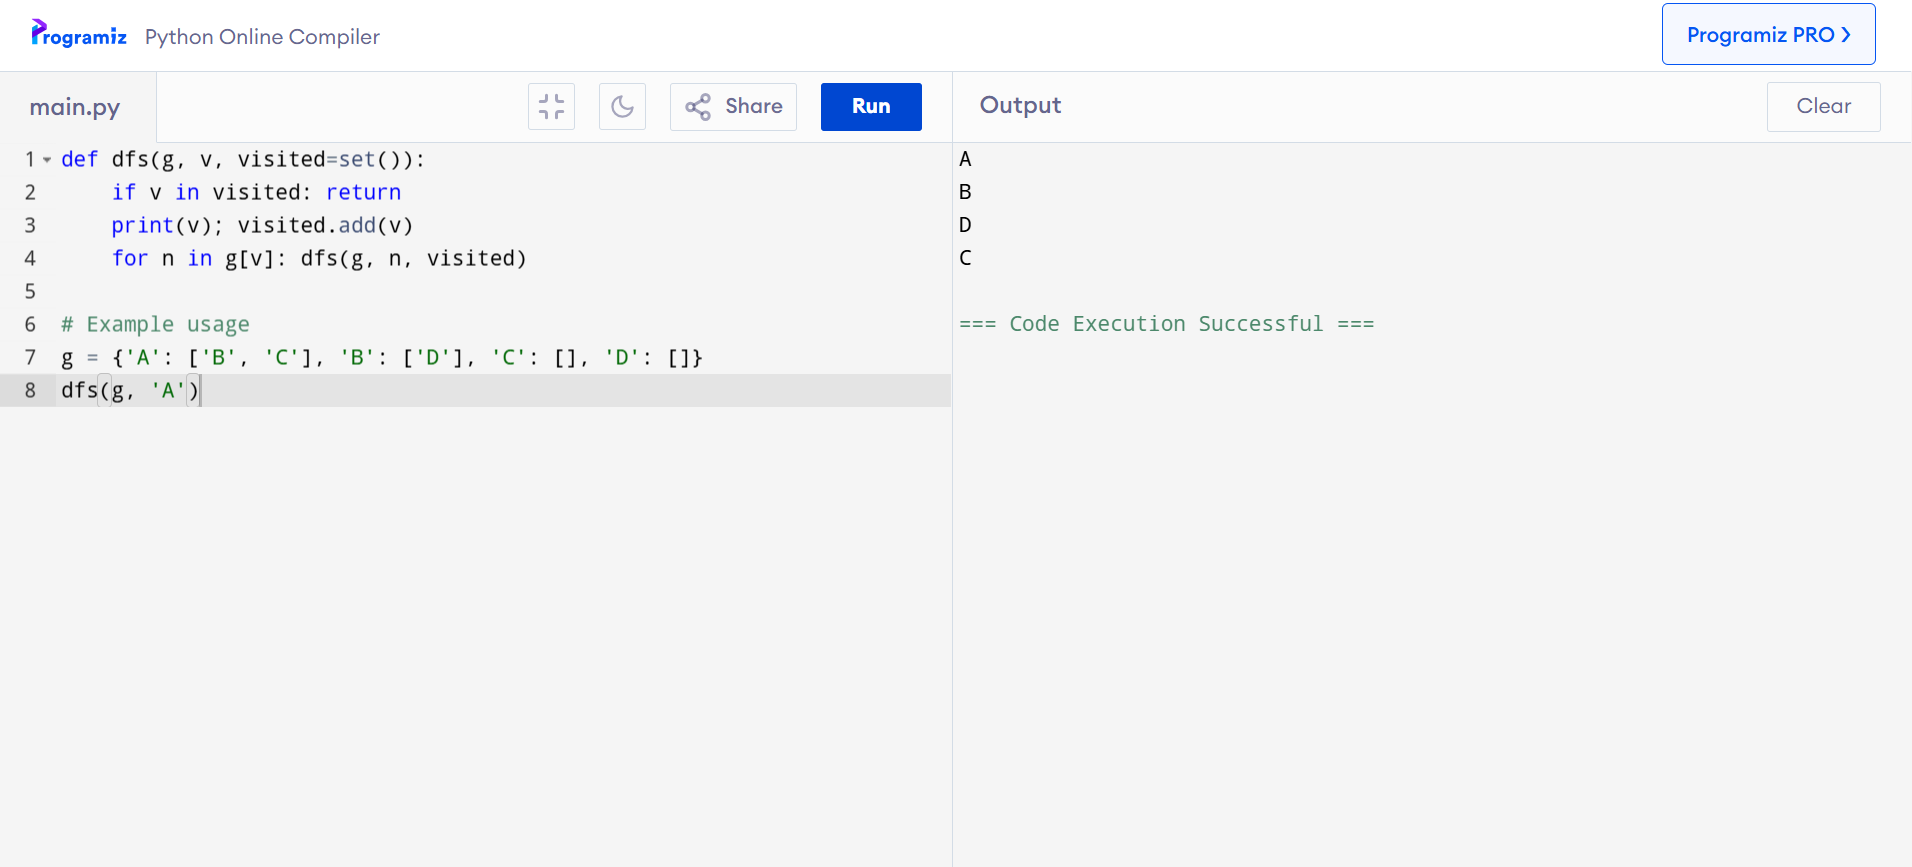 Programiz Python Online Compiler
Programiz PRO ❯
main.py
Share
Run
Output
Clear
1 def dfs(g, v, visited=set()):
2     if v in visited: return
3     print(v); visited.add(v)
4     for n in g[v]: dfs(g, n, visited)
5
6 # Example usage
7 g = {'A': ['B', 'C'], 'B': ['D'], 'C': [], 'D': []}
8 dfs(g, 'A')
A
B
D
C
=== Code Execution Successful ===